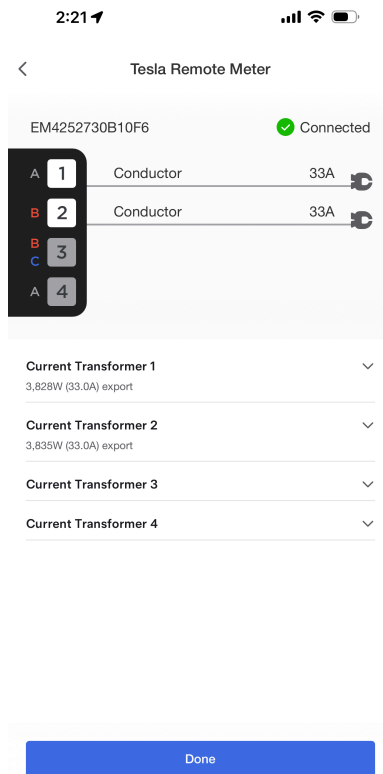 2:21
Tesla Remote Meter
EM4252730B10F6 Connected
A 1 Conductor 33A
B 2 Conductor 33A
B
C 3
A 4
Current Transformer 1
3,828W (33.0A) export
Current Transformer 2
3,835W (33.0A) export
Current Transformer 3
Current Transformer 4
Done